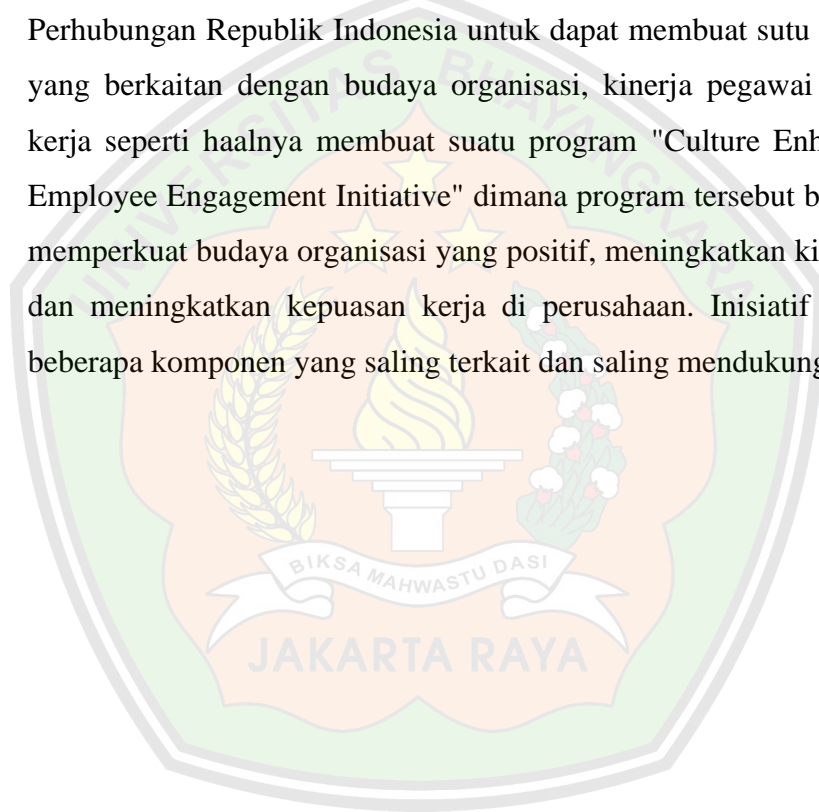 Perhubungan Republik Indonesia untuk dapat membuat sutu
yang berkaitan dengan budaya organisasi, kinerja pegawai
kerja seperti haalnya membuat suatu program "Culture Enh
Employee Engagement Initiative" dimana program tersebut b
memperkuat budaya organisasi yang positif, meningkatkan ki
dan meningkatkan kepuasan kerja di perusahaan. Inisiatif
beberapa komponen yang saling terkait dan saling mendukung
UNIVERSITAS BHAYANGKARA
BIKSA MAHWASTU DASI
JAKARTA RAYA